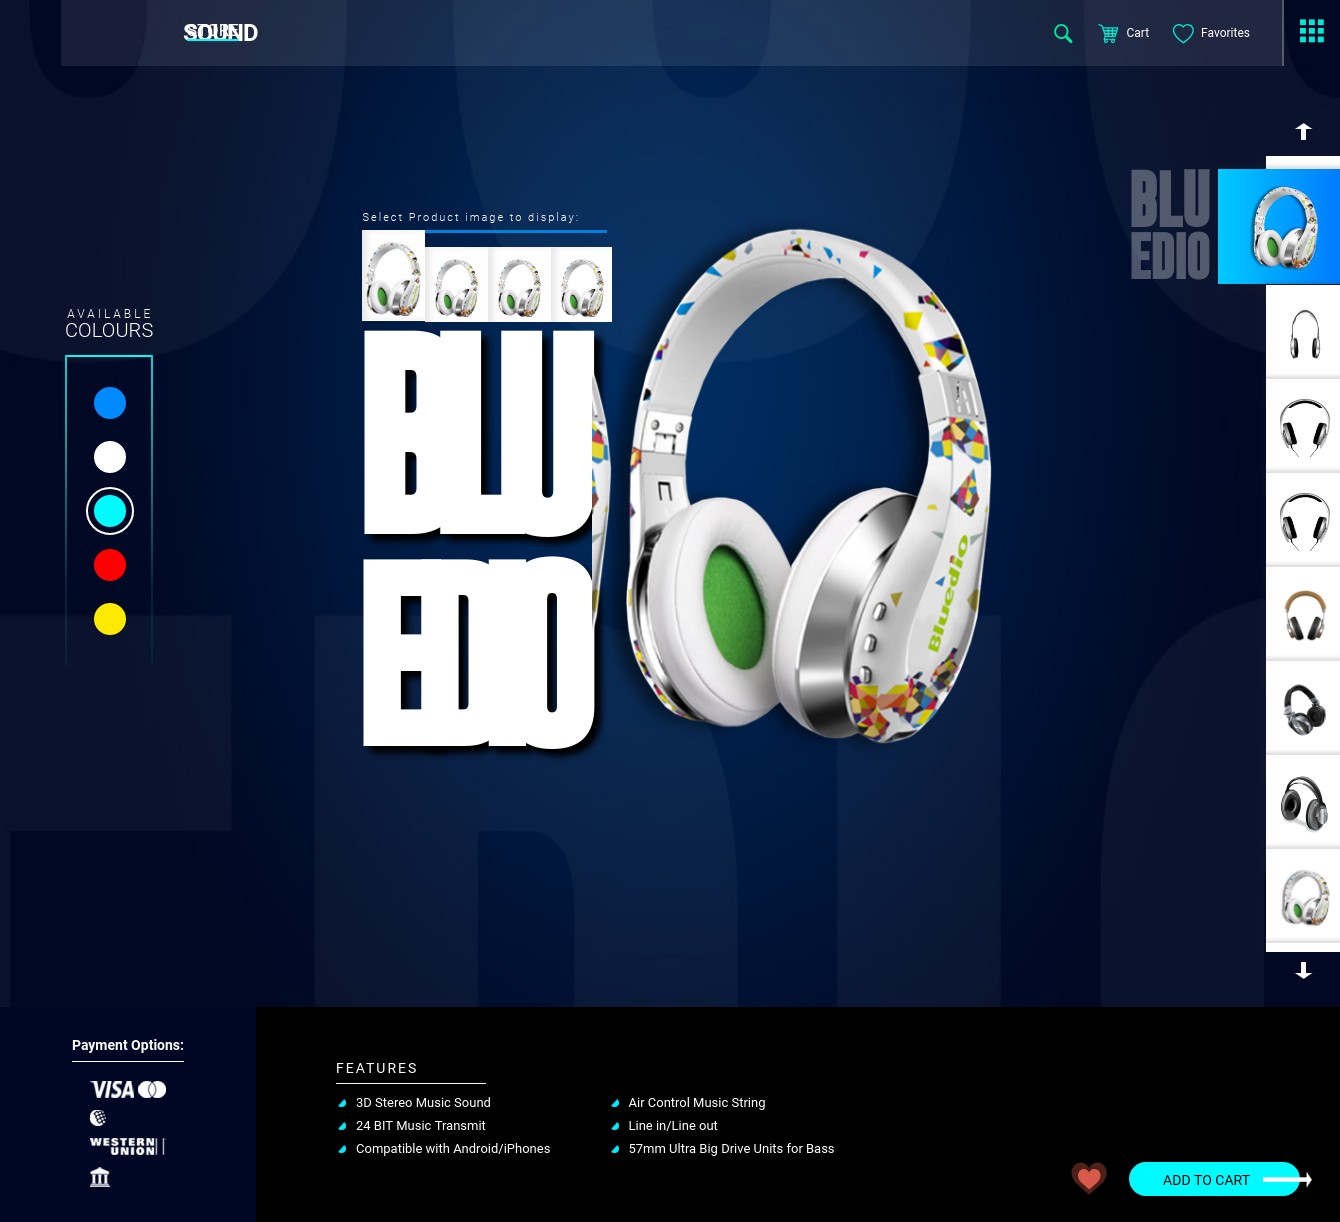 SOUND
STORE
Cart
Favorites
BLU
EDIO
Select Product image to display:
AVAILABLE
COLOURS
BLU
EDIO
Bluedio
Payment Options:
VISA
WESTERN
UNION
FEATURES
3D Stereo Music Sound
24 BIT Music Transmit
Compatible with Android/iPhones
Air Control Music String
Line in/Line out
57mm Ultra Big Drive Units for Bass
ADD TO CART